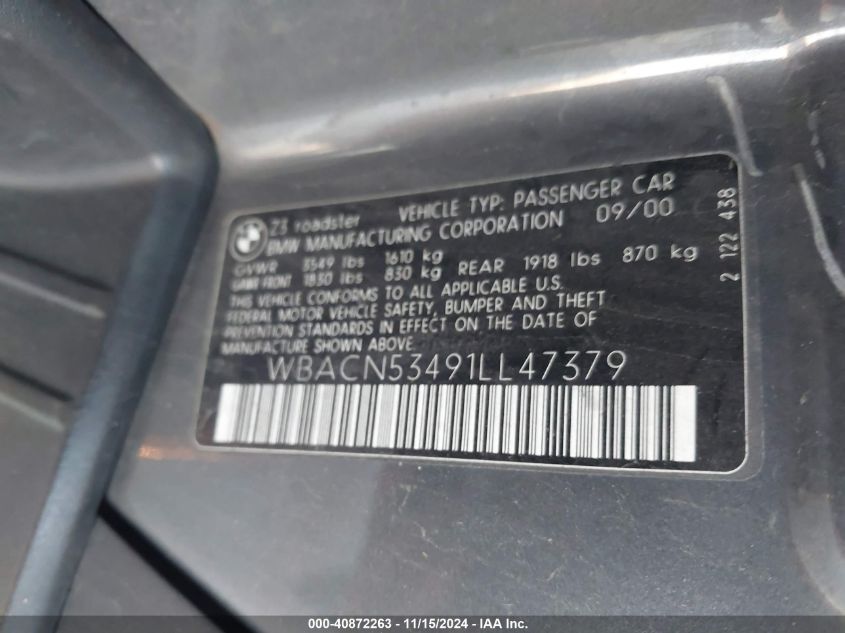 Z3 roadster VEHICLE TYP: PASSENGER CAR
BMW MANUFACTURING CORPORATION 09/00
GVWR 3549 lbs 1610 kg
GAWR FRONT 1830 lbs 830 kg REAR 1918 lbs 870 kg
THIS VEHICLE CONFORMS TO ALL APPLICABLE U.S.
FEDERAL MOTOR VEHICLE SAFETY, BUMPER AND THEFT
PREVENTION STANDARDS IN EFFECT ON THE DATE OF
MANUFACTURE SHOWN ABOVE
WBACN53491LL47379
2 122 438
000-40872263 - 11/15/2024 - IAAI.com